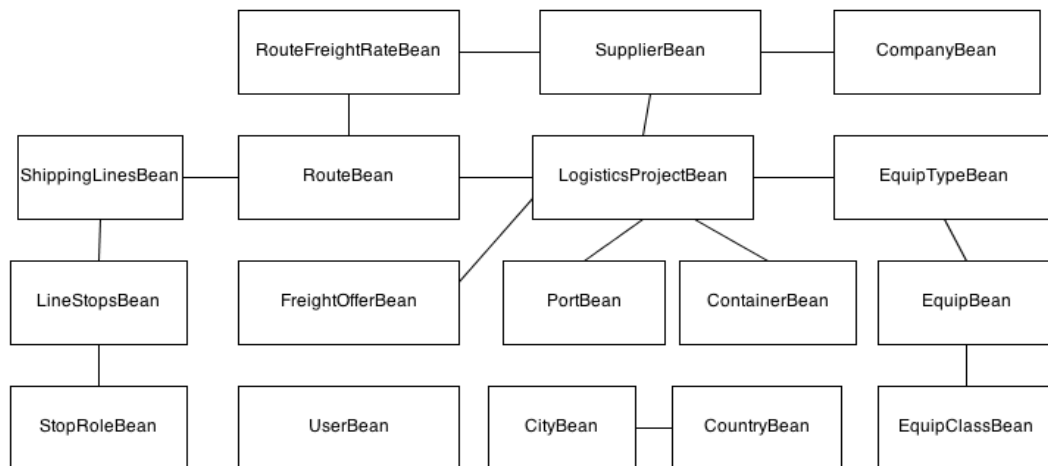 RouteFreightRateBean
SupplierBean
CompanyBean
ShippingLinesBean
RouteBean
LogisticsProjectBean
EquipTypeBean
LineStopsBean
FreightOfferBean
PortBean
ContainerBean
EquipBean
StopRoleBean
UserBean
CityBean
CountryBean
EquipClassBean